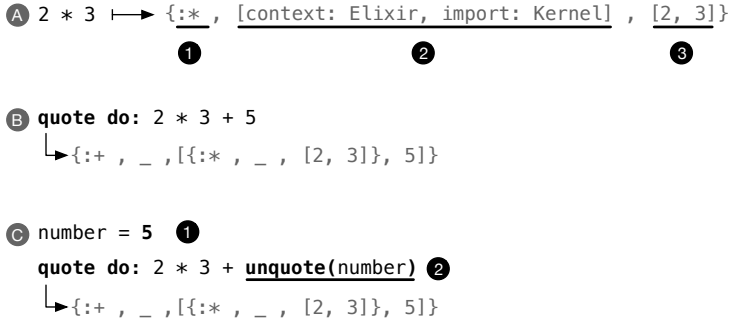 A 2 * 3 ⟼ {:* , [context: Elixir, import: Kernel] , [2, 3]}
1 2 3
B quote do: 2 * 3 + 5
{:+ , _ ,[{:* , _ , [2, 3]}, 5]}
C number = 5 1
quote do: 2 * 3 + unquote(number) 2
{:+ , _ ,[{:* , _ , [2, 3]}, 5]}